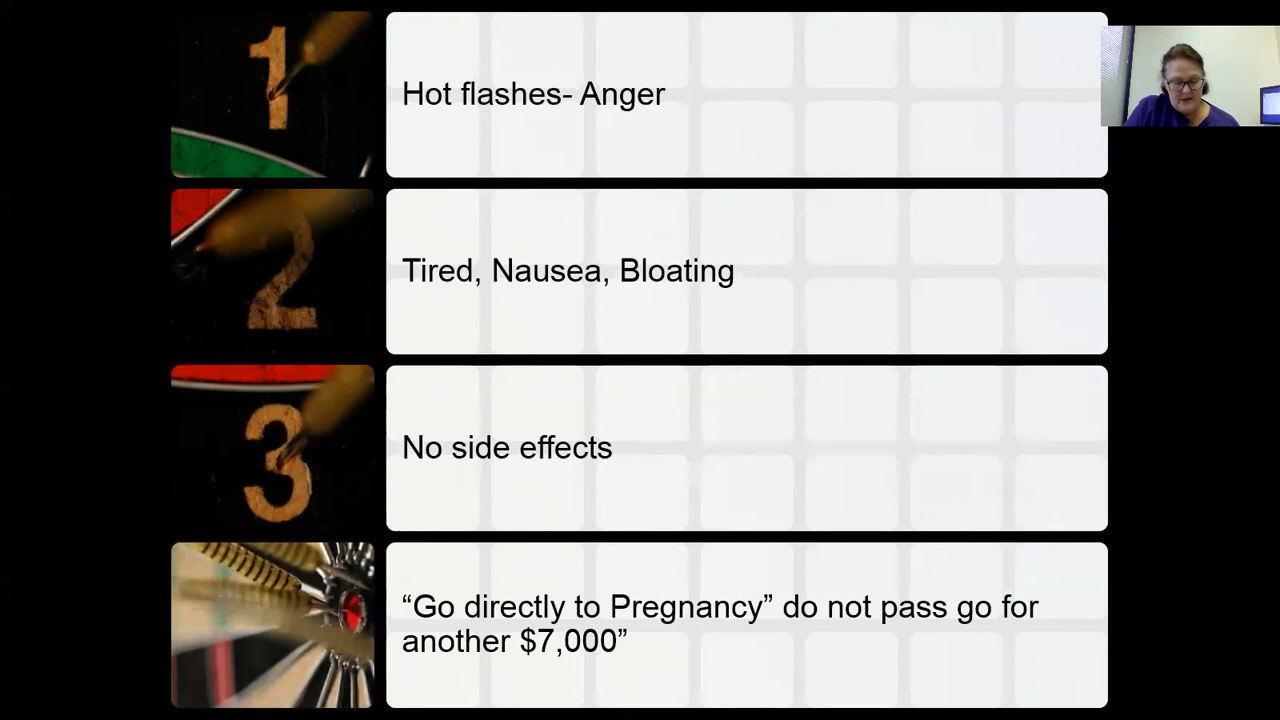 1
Hot flashes- Anger
2
Tired, Nausea, Bloating
3
No side effects
“Go directly to Pregnancy” do not pass go for
another $7,000”